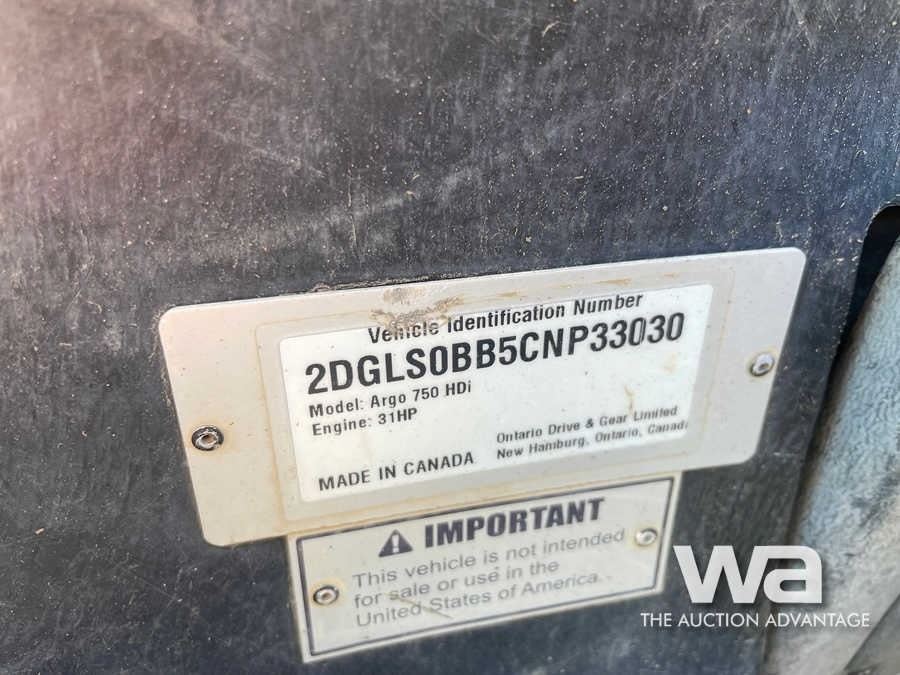 Vehicle Identification Number
2DGLS0BB5CNP33030
Model: Argo 750 HDi
Engine: 31HP
Ontario Drive & Gear Limited
New Hamburg, Ontario, Canada
MADE IN CANADA
IMPORTANT
This vehicle is not intended
for sale or use in the
United States of America.
wa
THE AUCTION ADVANTAGE